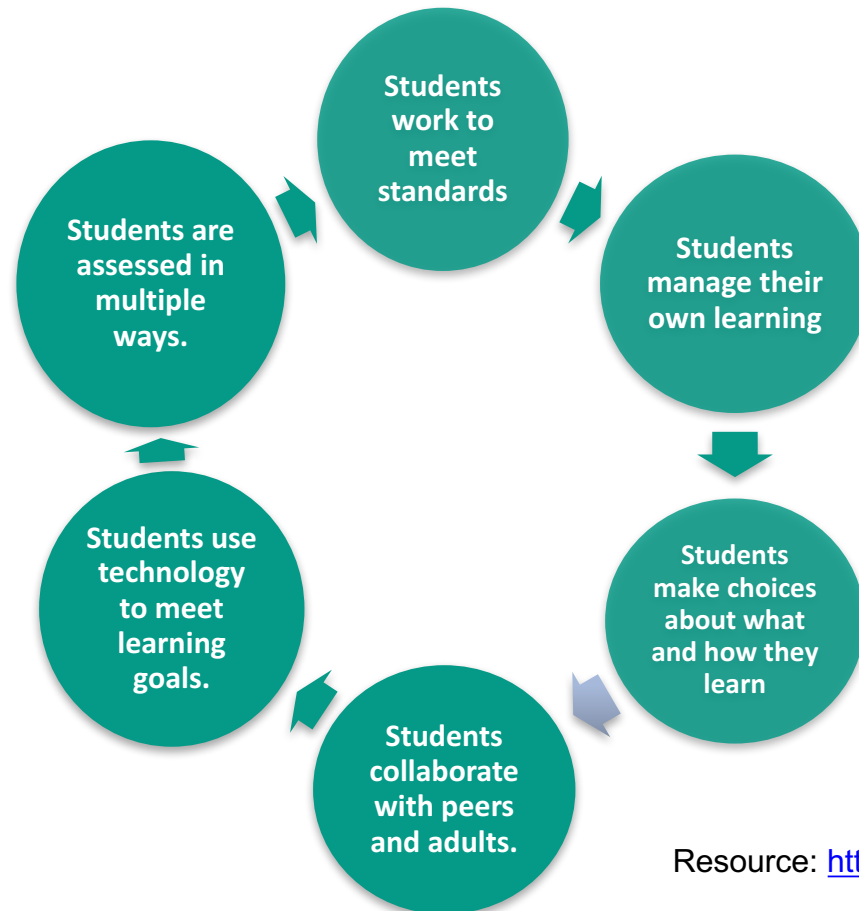 Students
work to
meet
standards
Students
manage their
own learning
Students
make choices
about what
and how they
learn
Students
collaborate
with peers
and adults.
Students use
technology
to meet
learning
goals.
Students are
assessed in
multiple
ways.
Resource: htt